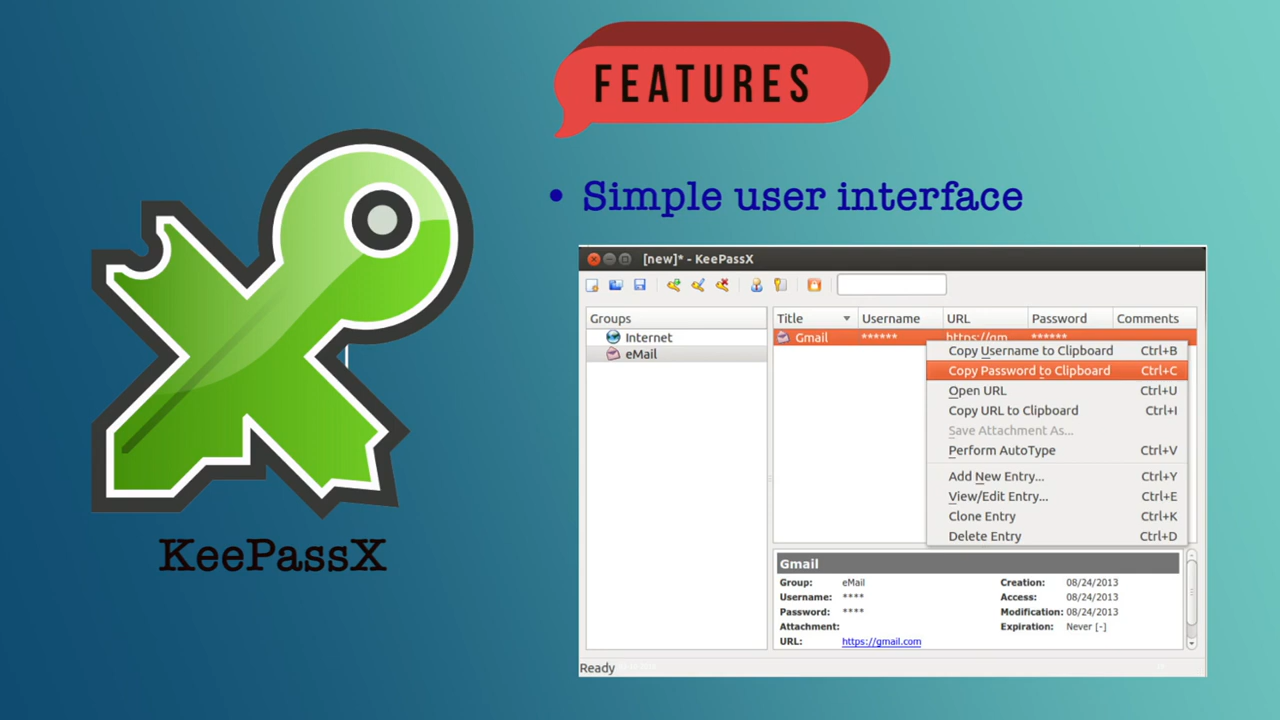 FEATURES
• Simple user interface
KeePassX
[new]* - KeePassX
Groups
Internet
eMail
Title Username URL Password Comments
Gmail ****** https://gm ******
Copy Username to Clipboard Ctrl+B
Copy Password to Clipboard Ctrl+C
Open URL Ctrl+U
Copy URL to Clipboard Ctrl+I
Save Attachment As...
Perform AutoType Ctrl+V
Add New Entry... Ctrl+Y
View/Edit Entry... Ctrl+E
Clone Entry Ctrl+K
Delete Entry Ctrl+D
Gmail
Group: eMail Creation: 08/24/2013
Username: **** Access: 08/24/2013
Password: **** Modification: 08/24/2013
Attachment: Expiration: Never [-]
URL: https://gmail.com
Ready